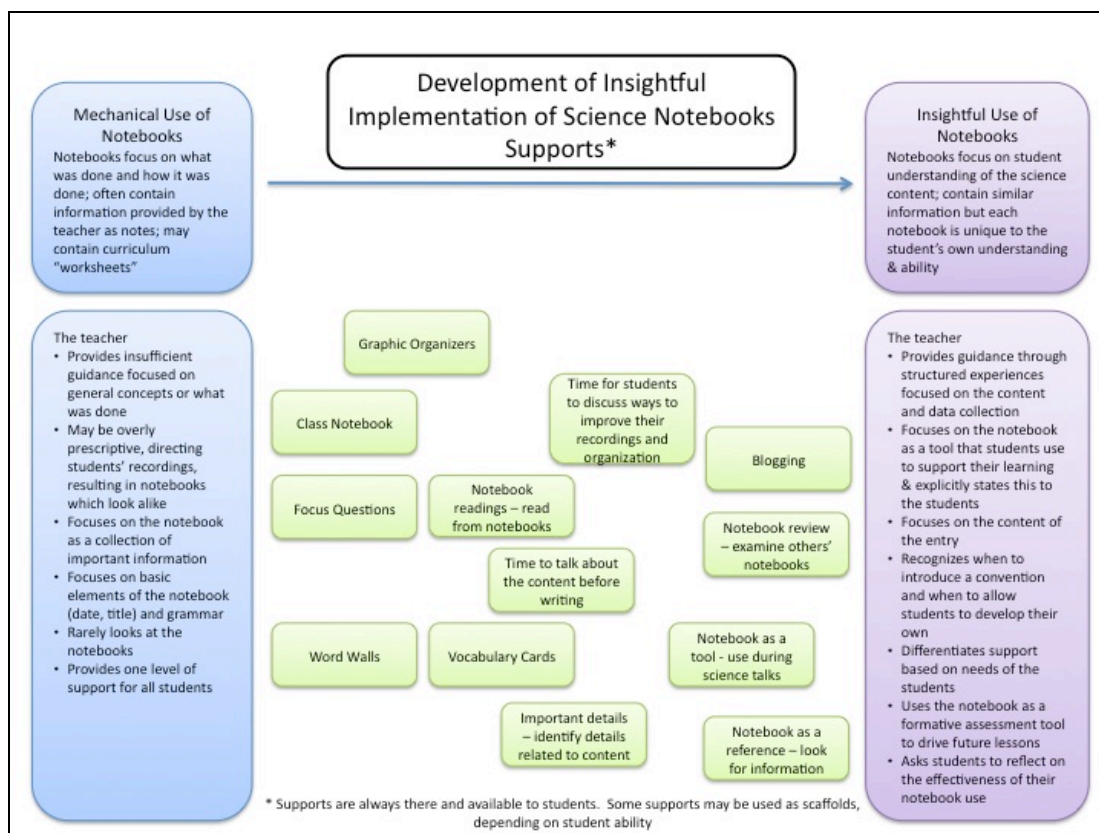 Development of Insightful
Implementation of Science Notebooks
Supports*
Mechanical Use of
Notebooks
Notebooks focus on what
was done and how it was
done; often contain
information provided by the
teacher as notes; may
contain curriculum
“worksheets”
Insightful Use of
Notebooks
Notebooks focus on student
understanding of the science
content; contain similar
information but each
notebook is unique to the
student’s own understanding
& ability
The teacher
• Provides insufficient
guidance focused on
general concepts or what
was done
• May be overly
prescriptive, directing
students’ recordings,
resulting in notebooks
which look alike
• Focuses on the notebook
as a collection of
important information
• Focuses on basic
elements of the notebook
(date, title) and grammar
• Rarely looks at the
notebooks
• Provides one level of
support for all students
Graphic Organizers
Time for students
to discuss ways to
improve their
recordings and
organization
Class Notebook
Blogging
Focus Questions
Notebook
readings – read
from notebooks
Notebook review
– examine others’
notebooks
Time to talk about
the content before
writing
Word Walls
Vocabulary Cards
Notebook as a
tool - use during
science talks
Important details
– identify details
related to content
Notebook as a
reference – look
for information
The teacher
• Provides guidance through
structured experiences
focused on the content
and data collection
• Focuses on the notebook
as a tool that students use
to support their learning
& explicitly states this to
the students
• Focuses on the content of
the entry
• Recognizes when to
introduce a convention
and when to allow
students to develop their
own
• Differentiates support
based on needs of the
students
• Uses the notebook as a
formative assessment tool
to drive future lessons
• Asks students to reflect on
the effectiveness of their
notebook use
* Supports are always there and available to students. Some supports may be used as scaffolds,
depending on student ability